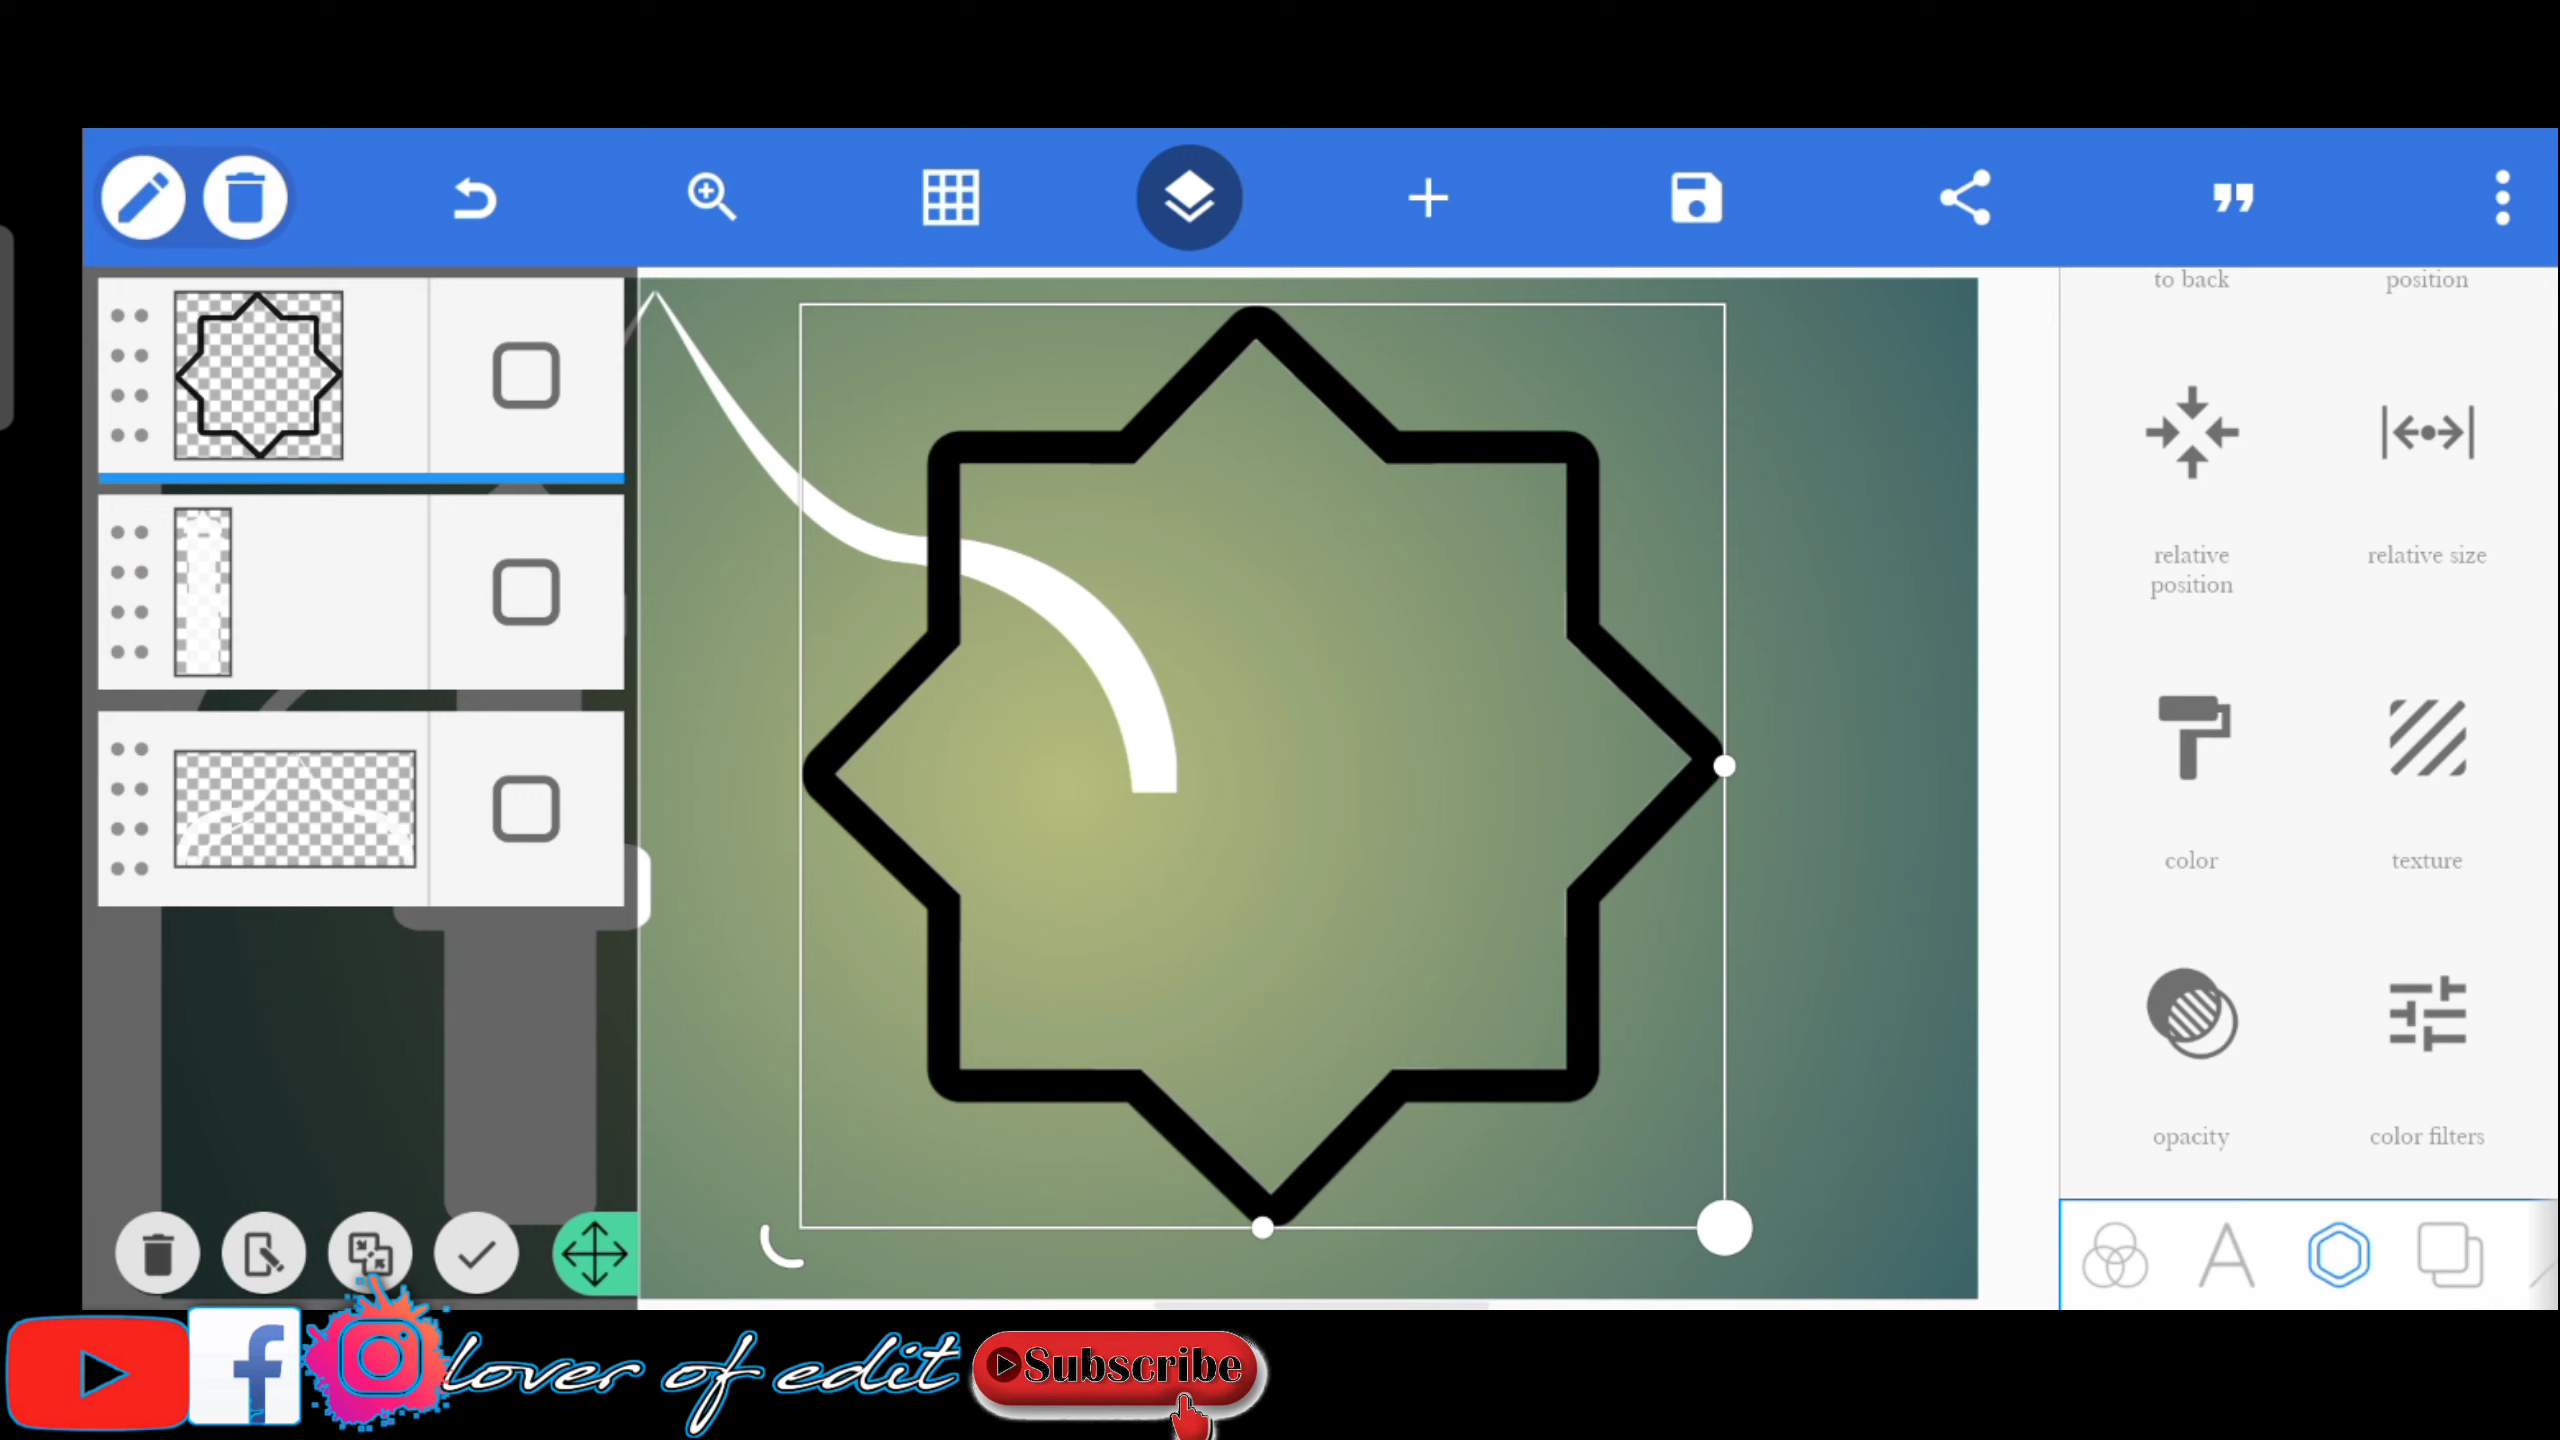 to back
position
relative
position
relative size
color
texture
opacity
color filters
lover of edit
Subscribe